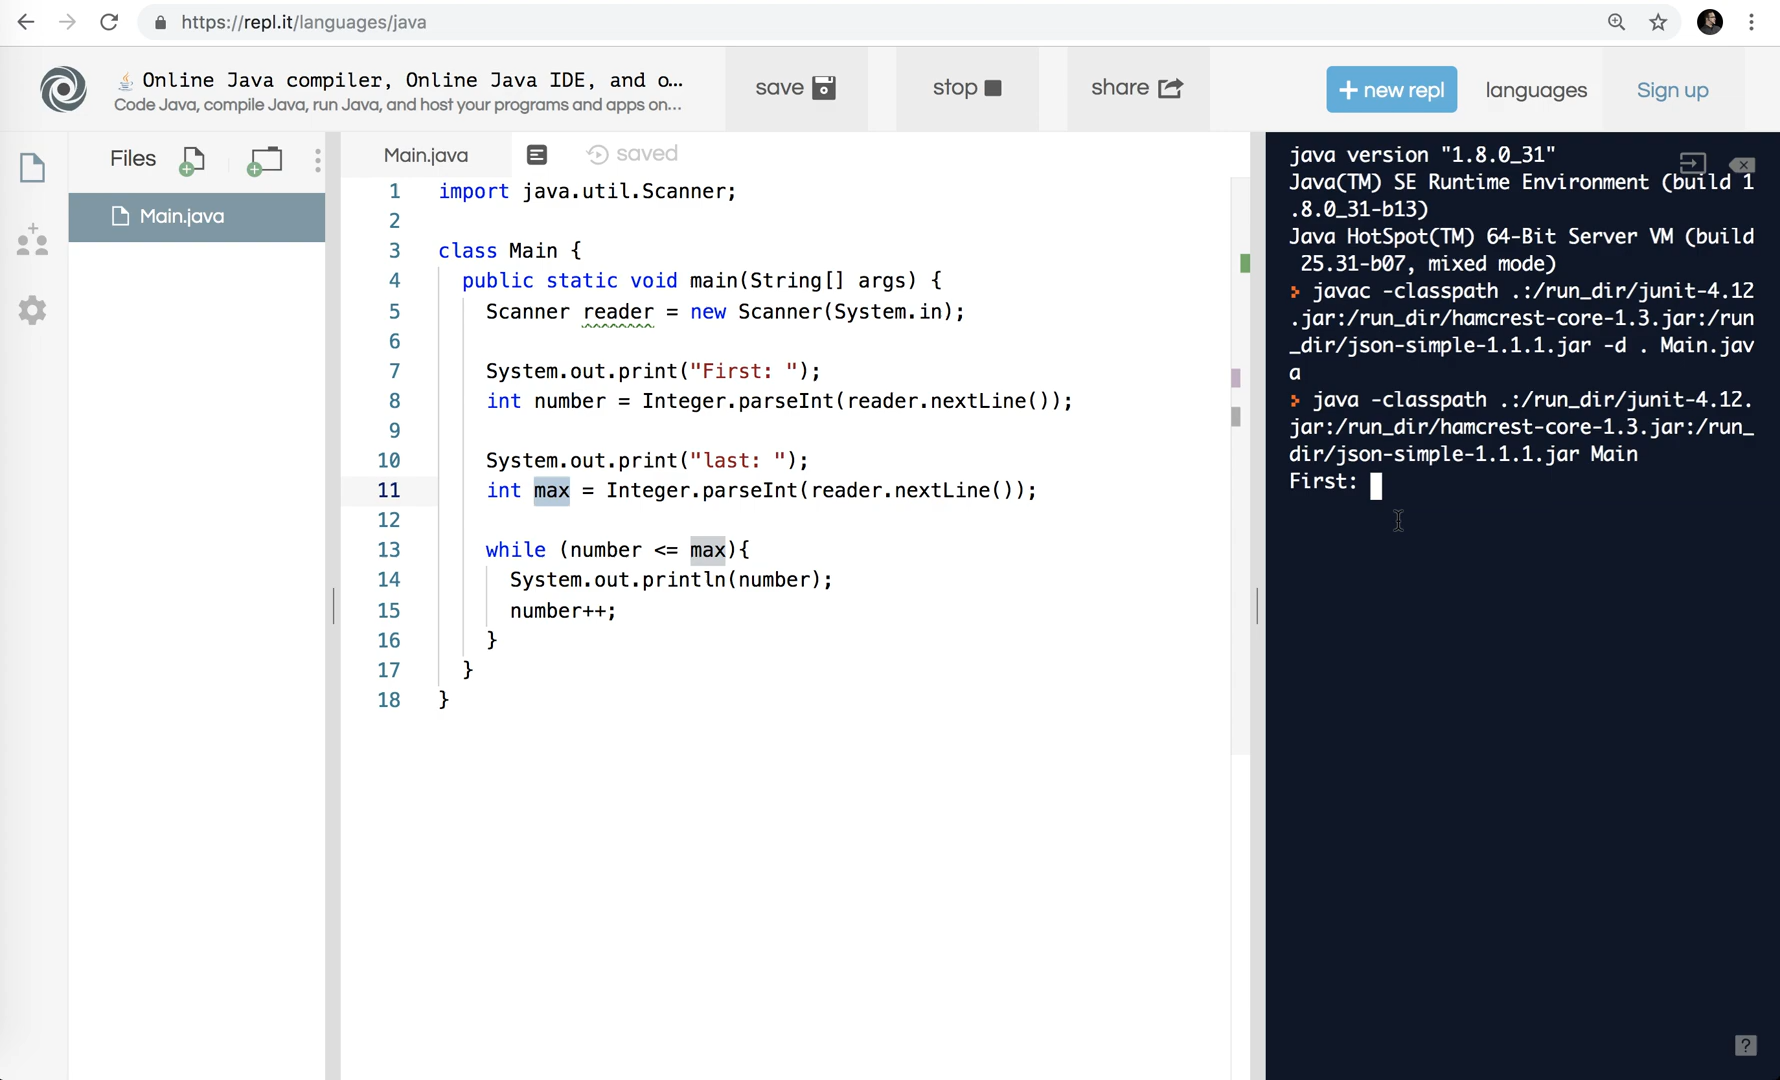 https://repl.it/languages/java
Online Java compiler, Online Java IDE, and o...
Code Java, compile Java, run Java, and host your programs and apps on...
save
stop
share
+ new repl
languages
Sign up
Files
Main.java
Main.java
saved
1 import java.util.Scanner;
2
3 class Main {
4 public static void main(String[] args) {
5 Scanner reader = new Scanner(System.in);
6
7 System.out.print("First: ");
8 int number = Integer.parseInt(reader.nextLine());
9
10 System.out.print("last: ");
11 int max = Integer.parseInt(reader.nextLine());
12
13 while (number <= max){
14 System.out.println(number);
15 number++;
16 }
17 }
18 }
java version "1.8.0_31"
Java(TM) SE Runtime Environment (build 1
.8.0_31-b13)
Java HotSpot(TM) 64-Bit Server VM (build
25.31-b07, mixed mode)
javac -classpath .:/run_dir/junit-4.12
.jar:/run_dir/hamcrest-core-1.3.jar:/run
_dir/json-simple-1.1.1.jar -d . Main.jav
a
java -classpath .:/run_dir/junit-4.12.
jar:/run_dir/hamcrest-core-1.3.jar:/run_
dir/json-simple-1.1.1.jar Main
First:
?